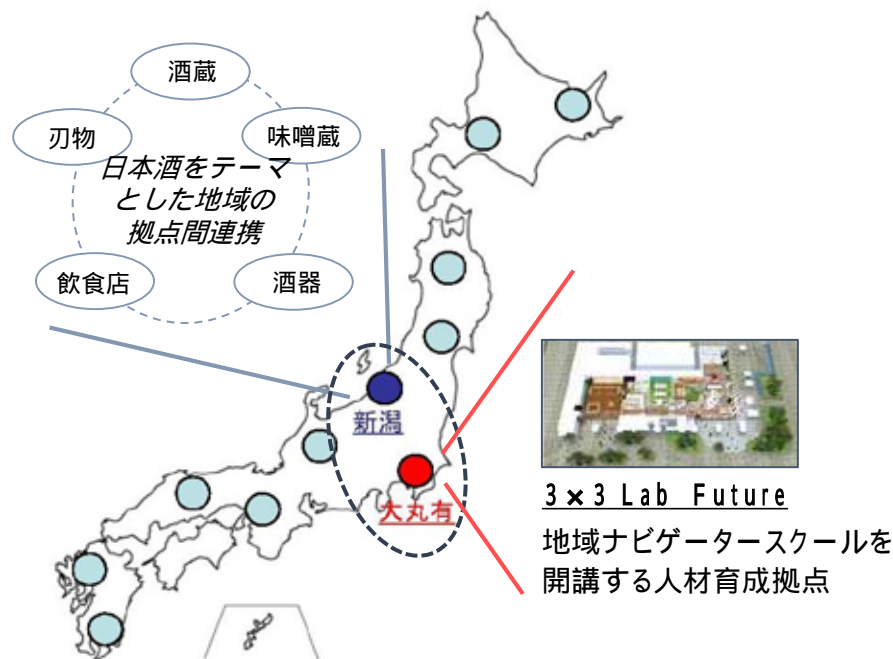 酒蔵
刃物
味噌蔵
日本酒をテーマ
とした地域の
拠点間連携
飲食店
酒器
新潟
大丸有
3×3 Lab Future
地域ナビゲータースクールを
開講する人材育成拠点